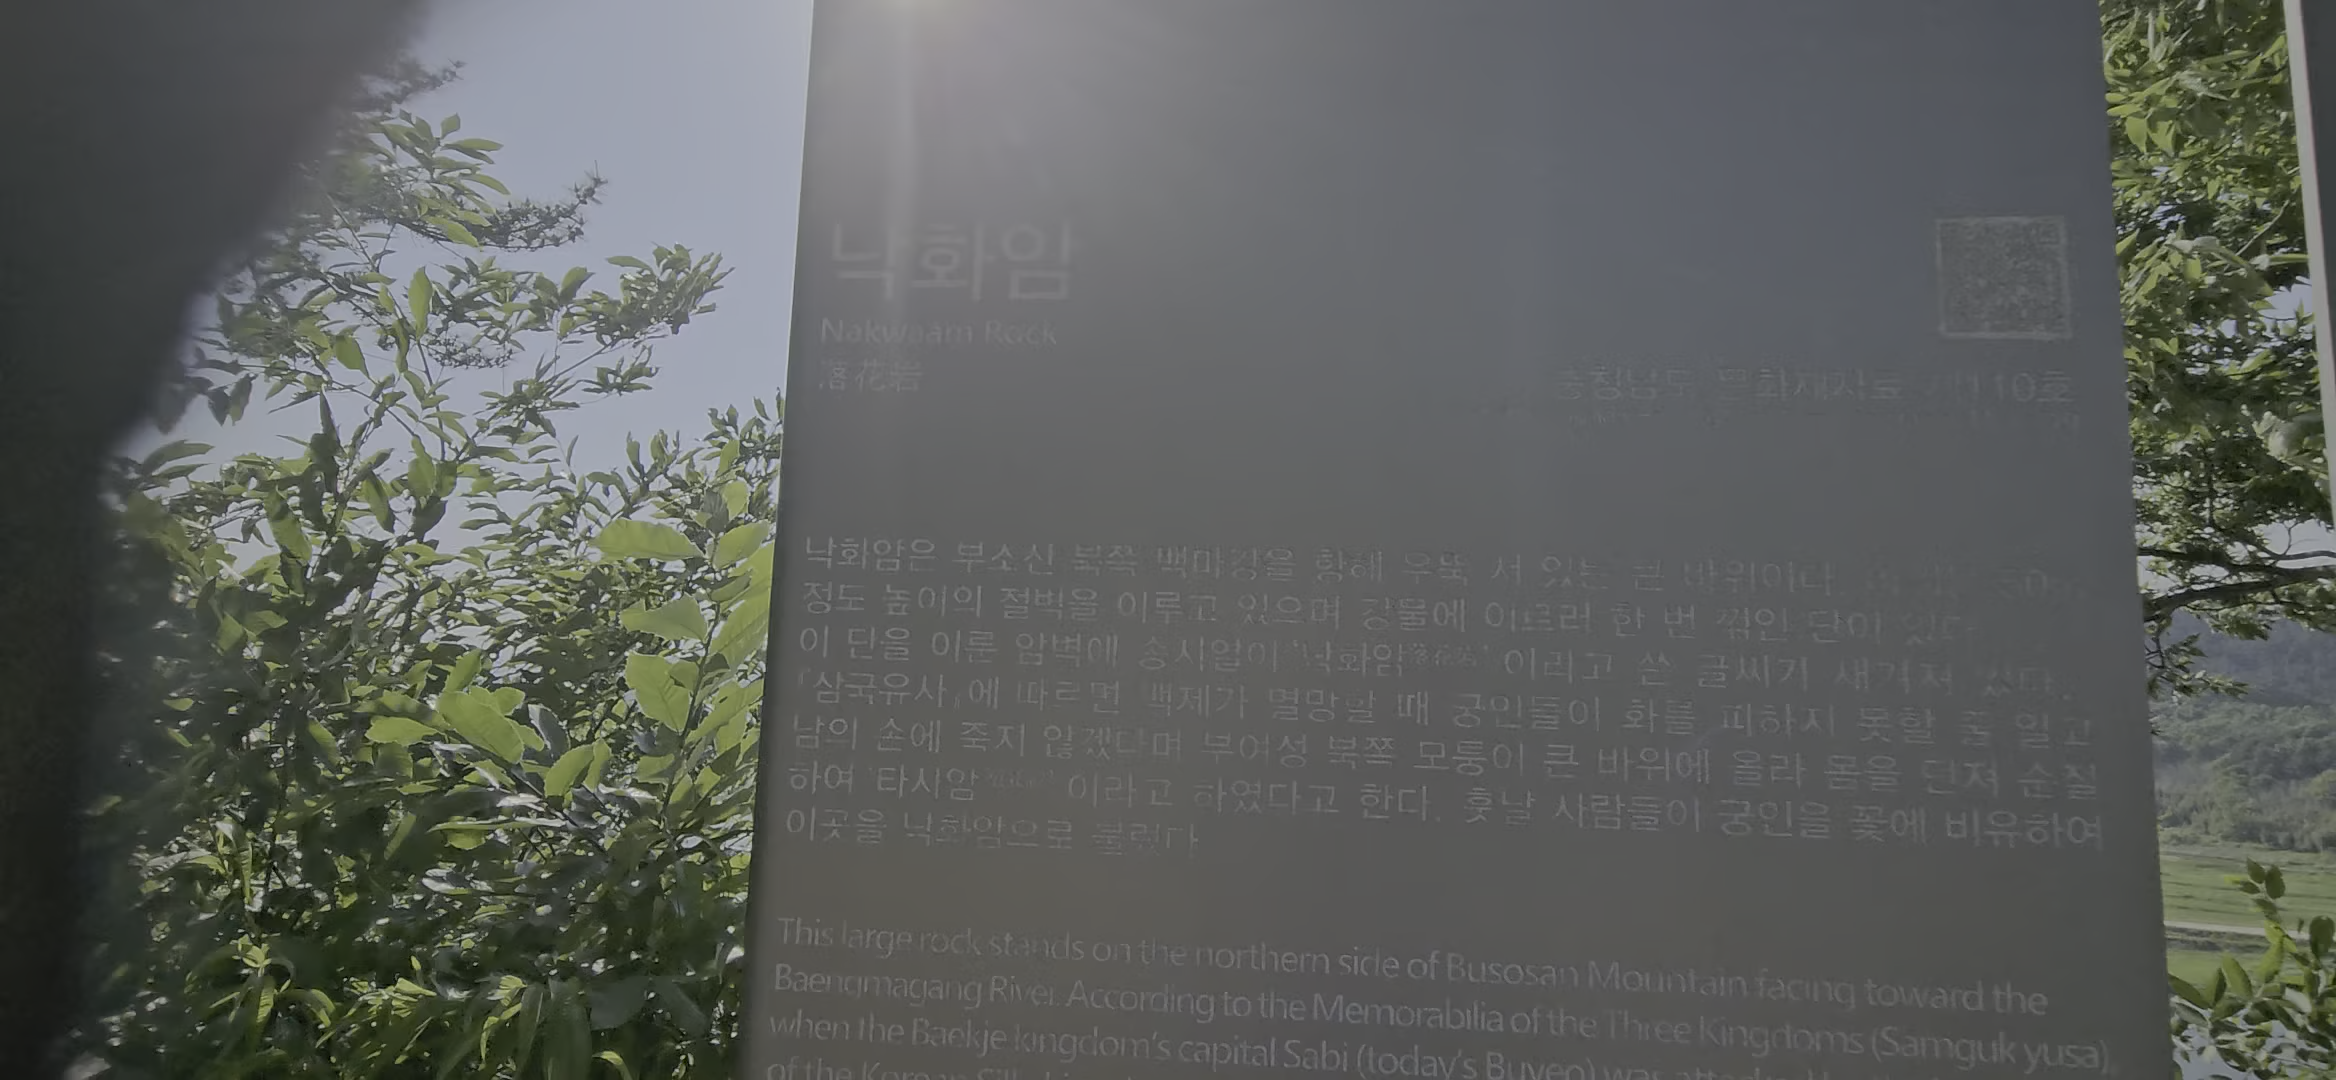 낙화암
Nakwaam Rock
落花岩
충청남도 문화재자료 제110호
낙화암은 부소산 북쪽 백마강을 향해 우뚝 서 있는 큰 바위이다.
정도 높이의 절벽을 이루고 있으며 강물에 이르러 한 번 꺾인 단이 있다
이 단을 이룬 암벽에 송시열이 '낙화암落花岩'이라고 쓴 글씨가 새겨져 있다.
『삼국유사』에 따르면 백제가 멸망할 때 궁인들이 화를 피하지 못할 줄 알고
남의 손에 죽지 않겠다며 부여성 북쪽 모퉁이 큰 바위에 올라 몸을 던져 순절
하여 '타사암 이라고 하였다고 한다. 훗날 사람들이 궁인을 꽃에 비유하여
이곳을 낙화암으로 불렀다
This large rock stands on the northern side of Busosan Mountain facing toward the
Baengmagang River. According to the Memorabilia of the Three Kingdoms (Samguk yusa),
when the Baekje kingdom's capital Sabi (today's Buyeo) was
of the Korean